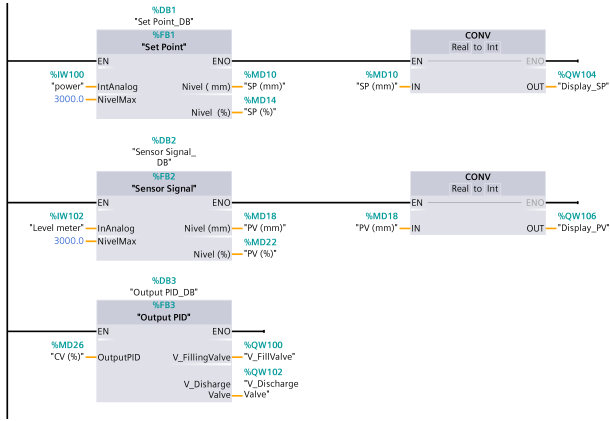 %DB1
"Set Point_DB"
%FB1
"Set Point"
EN ENO
%IW100
"power" IntAnalog
3000.0 NivelMax
%MD10
Nivel ( mm) "SP (mm)"
%MD14
Nivel (%) "SP (%)"
CONV
Real to Int
EN ENO
%MD10
"SP (mm)" IN
%QW104
OUT "Display_SP"
%DB2
"Sensor Signal_
DB"
%FB2
"Sensor Signal"
EN ENO
%IW102
"Level meter" InAnalog
3000.0 NivelMax
%MD18
Nivel (mm) "PV (mm)"
%MD22
Nivel (%) "PV (%)"
CONV
Real to Int
EN ENO
%MD18
"PV (mm)" IN
%QW106
OUT "Display_PV"
%DB3
"Output PID_DB"
%FB3
"Output PID"
EN ENO
%MD26
"CV (%)" OutputPID
%QW100
V_FillingValve "V_FillValve"
%QW102
V_Disharge "V_Discharge
Valve Valve"